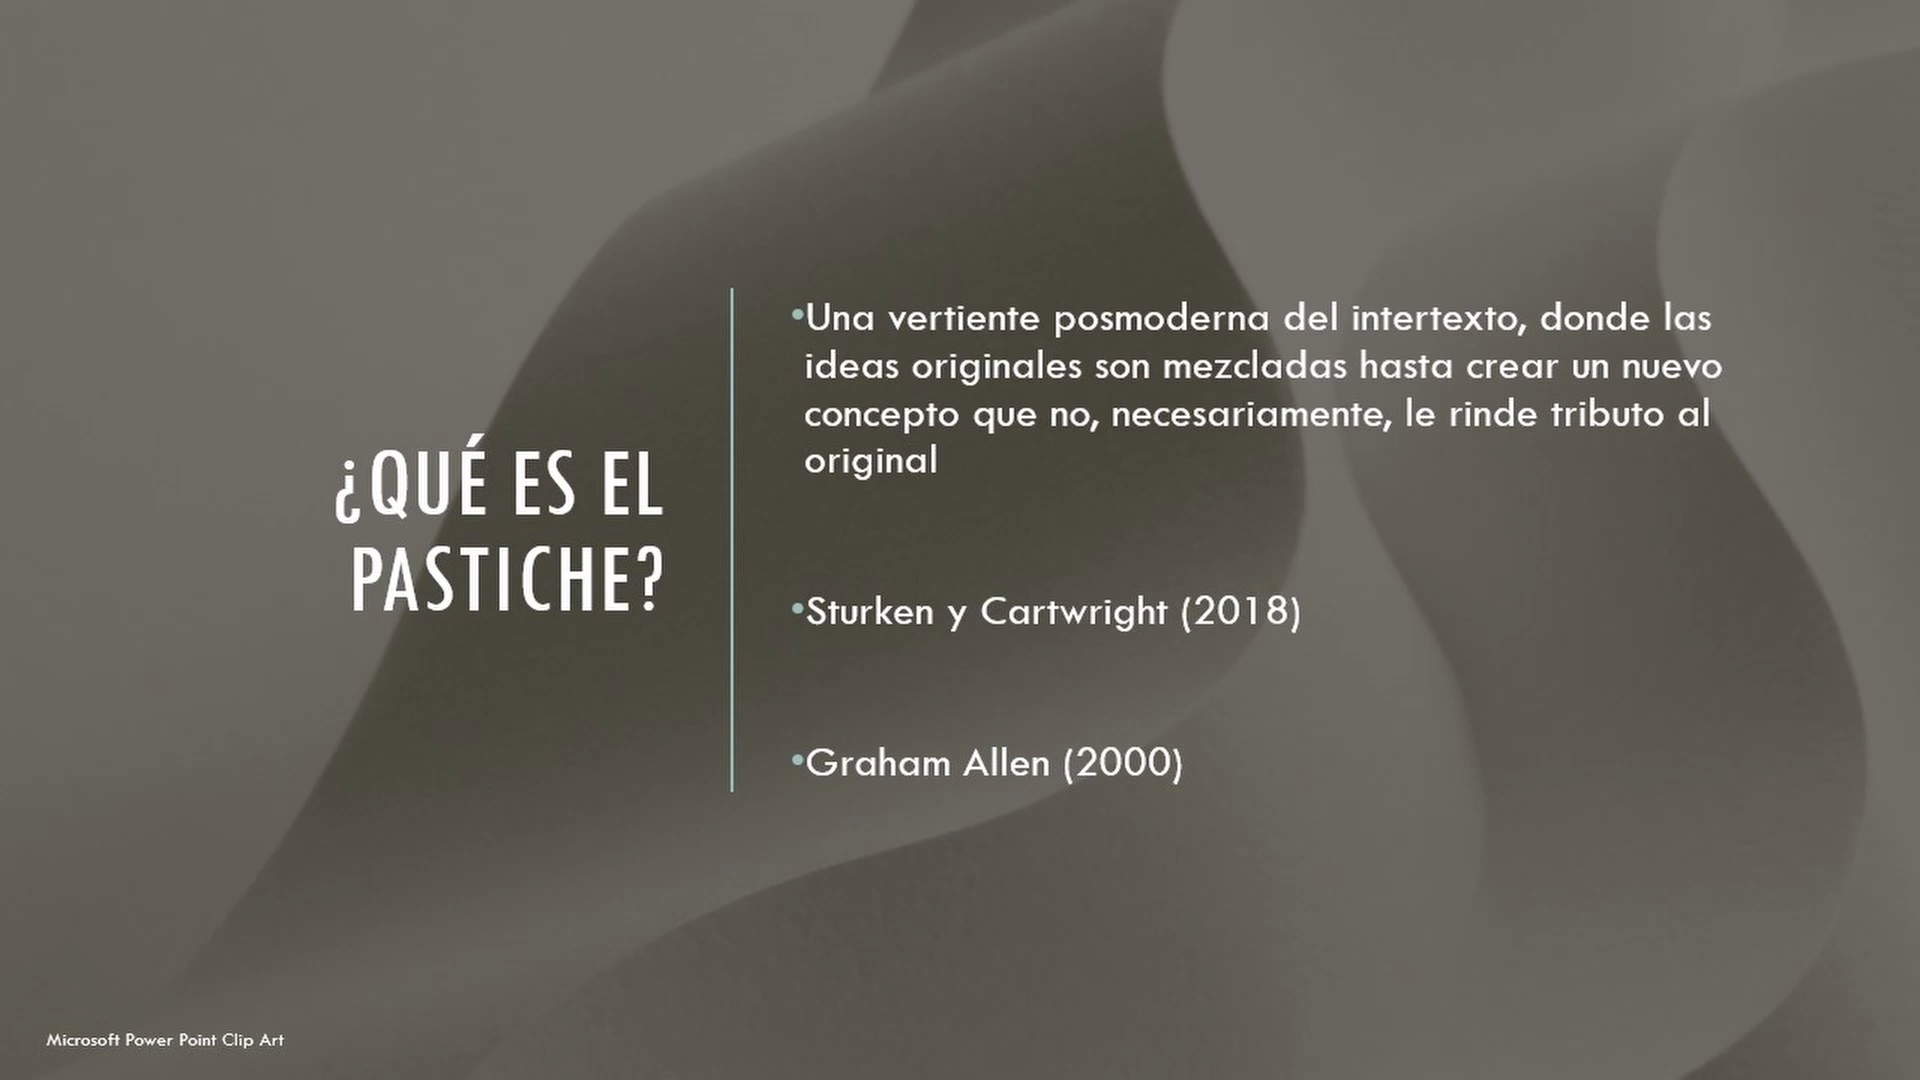 ¿QUÉ ES EL
PASTICHE?
•Una vertiente posmoderna del intertexto, donde las
ideas originales son mezcladas hasta crear un nuevo
concepto que no, necesariamente, le rinde tributo al
original
•Sturken y Cartwright (2018)
•Graham Allen (2000)
Microsoft Power Point Clip Art